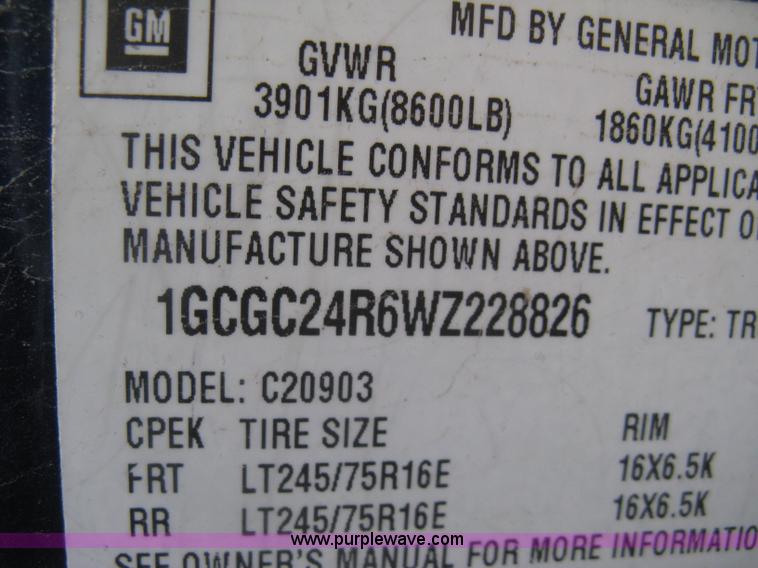 GM
MFD BY GENERAL MOT
GVWR
GAWR FR
3901KG(8600LB)
1860KG(4100
THIS VEHICLE CONFORMS TO ALL APPLICA
VEHICLE SAFETY STANDARDS IN EFFECT O
MANUFACTURE SHOWN ABOVE.
1GCGC24R6WZ228826
TYPE: TR
MODEL: C20903
CPEK TIRE SIZE RIM
FRT LT245/75R16E 16X6.5K
RR LT245/75R16E 16X6.5K
SEE OWNER'S MANUAL FOR MORE INFORMATIO
www.purplewave.com